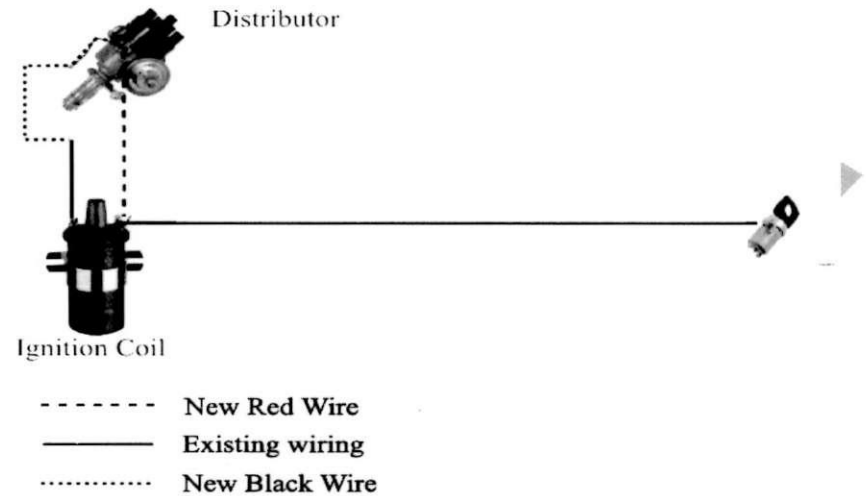 Distributor
Ignition Coil
New Red Wire
Existing wiring
New Black Wire